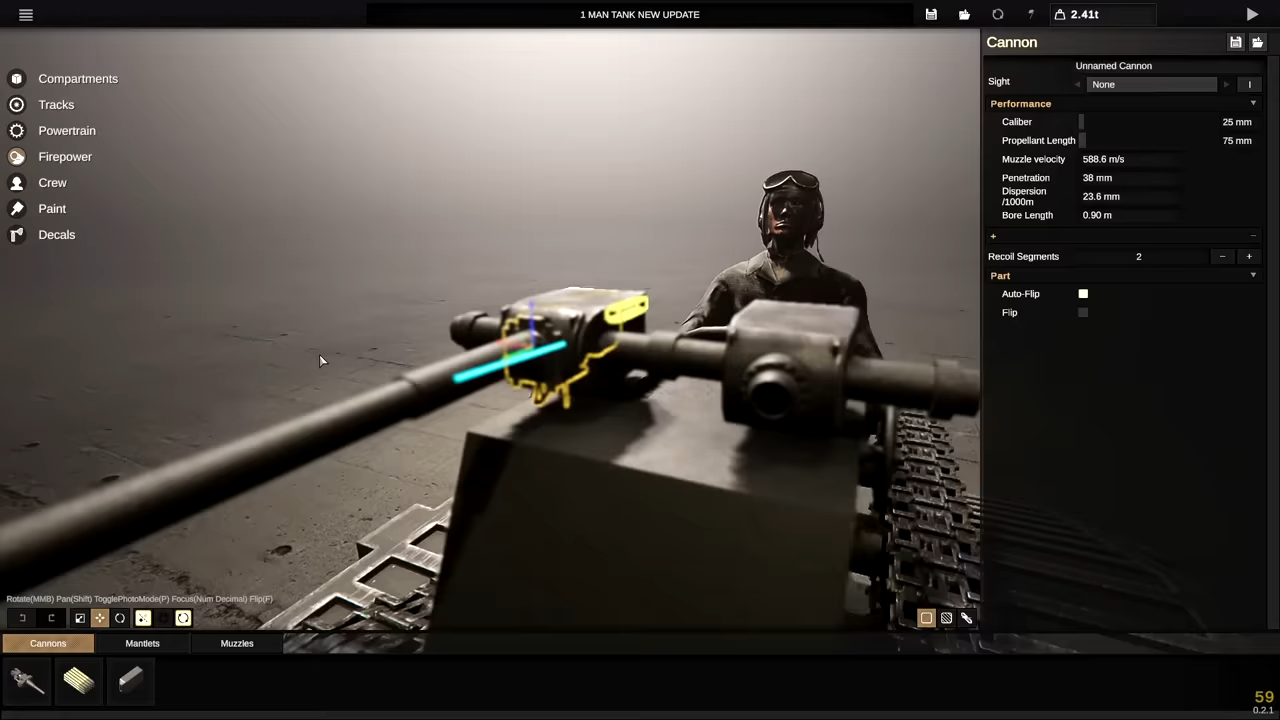 1 MAN TANK NEW UPDATE
2.41t
Compartments
Tracks
Powertrain
Firepower
Crew
Paint
Decals
Cannon
Unnamed Cannon
Sight
None
I
Performance
Caliber 25 mm
Propellant Length 75 mm
Muzzle velocity 588.6 m/s
Penetration 38 mm
Dispersion
/1000m 23.6 mm
Bore Length 0.90 m
+ −
Recoil Segments 2 − +
Part
Auto-Flip
Flip
Rotate(MMB) Pan(Shift) TogglePhotoMode(P) Focus(Num Decimal) Flip(F)
Cannons Mantlets Muzzles
59
0.2.1